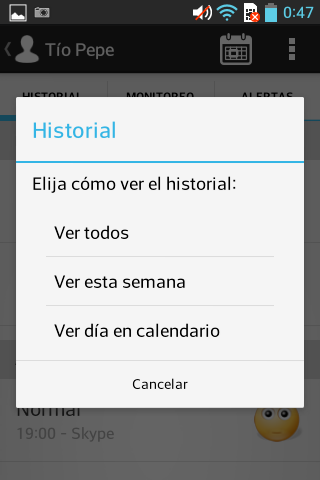 0:47
Tío Pepe
HISTORIAL MONITOREO ALERTAS
Historial
Elija cómo ver el historial:
Ver todos
Ver esta semana
Ver día en calendario
Cancelar
Normal
19:00 - Skype